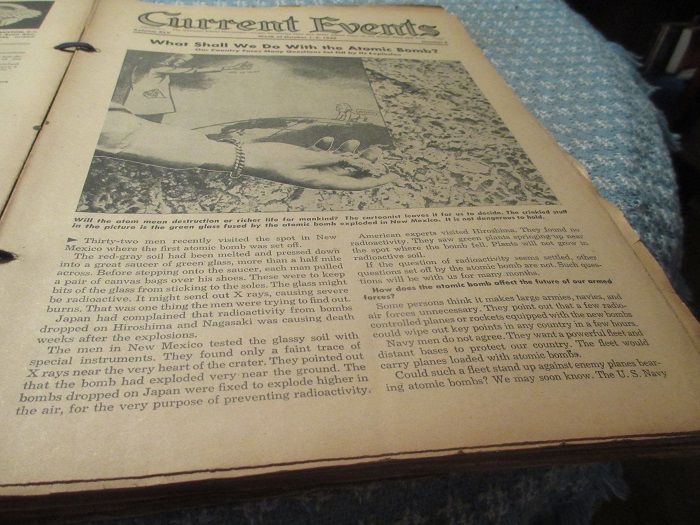 Current Events
What Shall We Do With the Atomic Bomb?
Our Country Faces Many Questions Set Off by Its Explosion
Will the atom mean destruction or richer life for mankind? The cartoonist leaves it for us to decide. The crinkled stuff
in the picture is the green glass fused by the atomic bomb exploded in New Mexico. It is not dangerous to hold.
► Thirty-two men recently visited the spot in New
Mexico where the first atomic bomb was set off.
The red-gray soil had been melted and pressed down
into a great saucer of green glass, more than a half mile
across. Before stepping onto the saucer, each man pulled
a pair of canvas bags over his shoes. These were to keep
bits of the glass from sticking to the soles. The glass might
be radioactive. It might send out X rays, causing severe
burns. That was one thing the men were trying to find out.
Japan had complained that radioactivity from bombs
dropped on Hiroshima and Nagasaki was causing death
weeks after the explosions.
The men in New Mexico tested the glassy soil with
special instruments. They found only a faint trace of
X rays near the very heart of the crater. They pointed out
that the bomb had exploded very near the ground. The
bombs dropped on Japan were fixed to explode higher in
the air, for the very purpose of preventing radioactivity.
American experts visited Hiroshima. They found no
radioactivity. They saw green plants springing up near
the spot where the bomb fell. Plants will not grow in
radioactive soil.
If the question of radioactivity seems settled, other
questions set off by the atomic bomb are not. Such ques-
tions will be with us for many months.
How does the atomic bomb affect the future of our armed
forces?
Some persons think it makes large armies, navies, and
air forces unnecessary. They point out that a few radio-
controlled planes or rockets equipped with the new bombs
could wipe out key points in any country in a few hours.
Navy men do not agree. They want a powerful fleet and
distant bases to protect our country. The fleet would
carry planes loaded with atomic bombs.
Could such a fleet stand up against enemy planes bear-
ing atomic bombs? We may soon know. The U. S. Navy